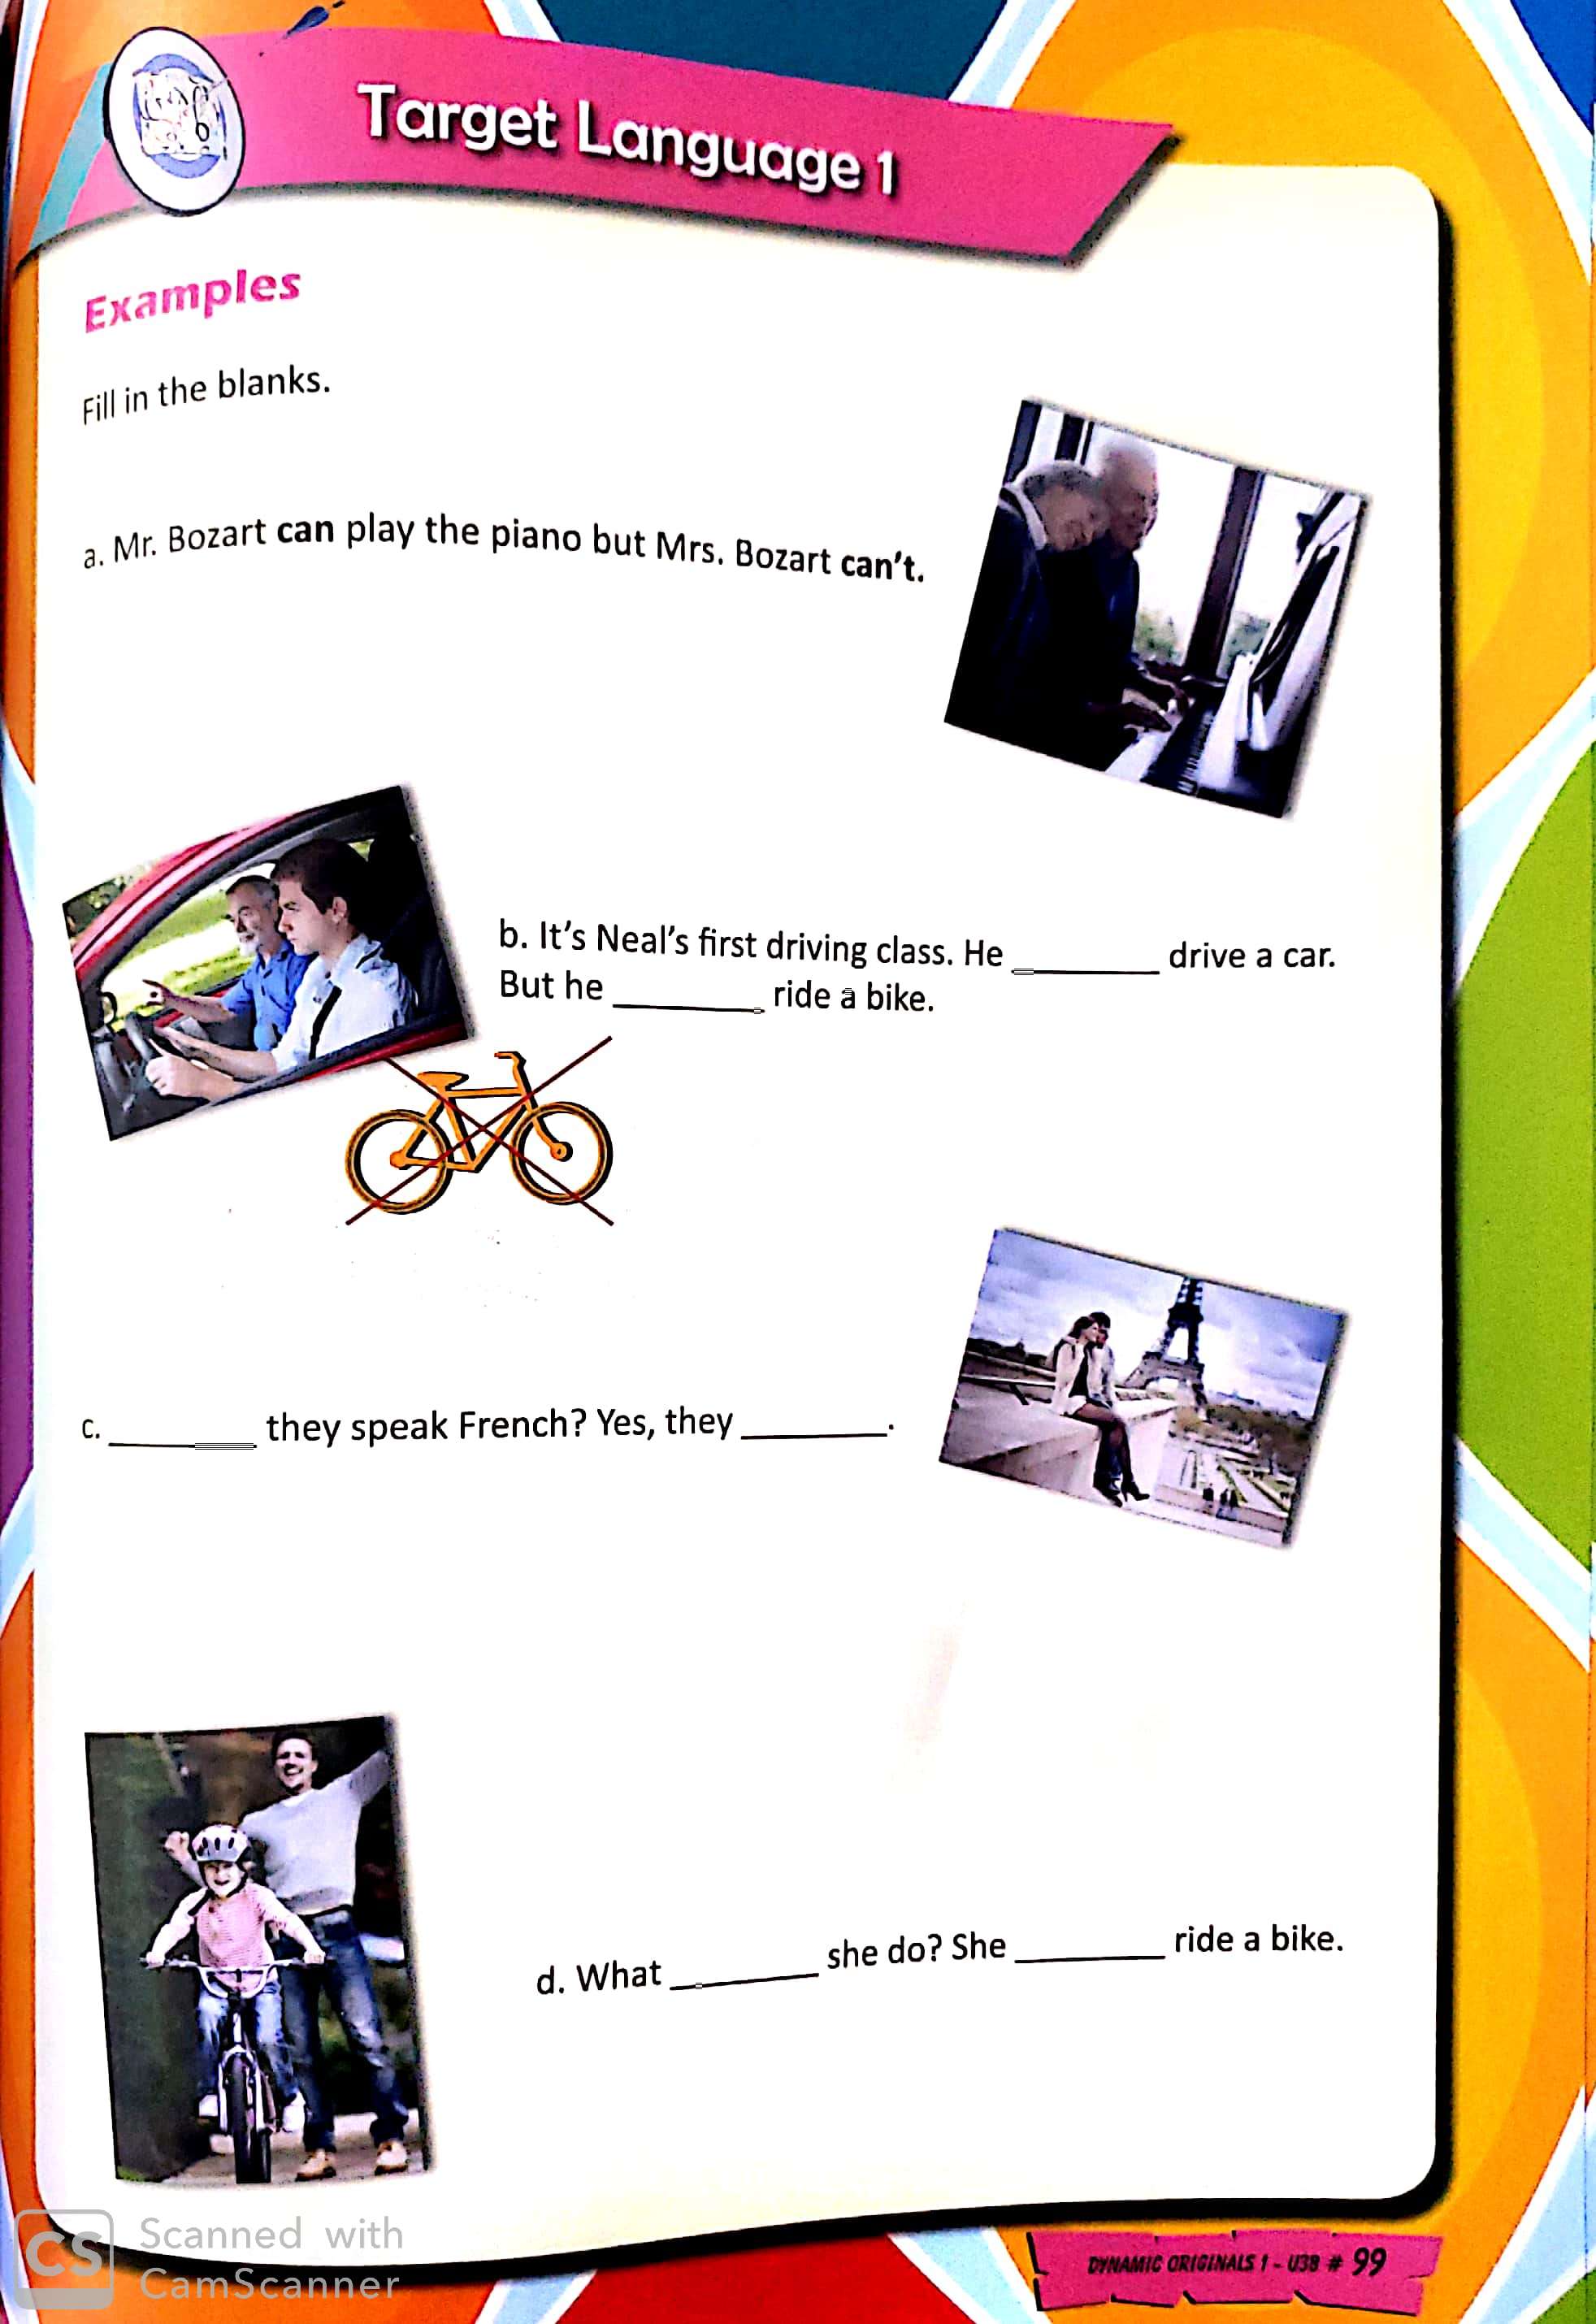 Target Language 1
Examples
Fill in the blanks.
a. Mr. Bozart can play the piano but Mrs. Bozart can't.
b. It's Neal's first driving class. He ________ drive a car.
But he ________ ride a bike.
c. ________ they speak French? Yes, they ________.
d. What ________ she do? She ________ ride a bike.
CS Scanned with
CamScanner
DYNAMIC ORIGINALS 1 - U3B # 99